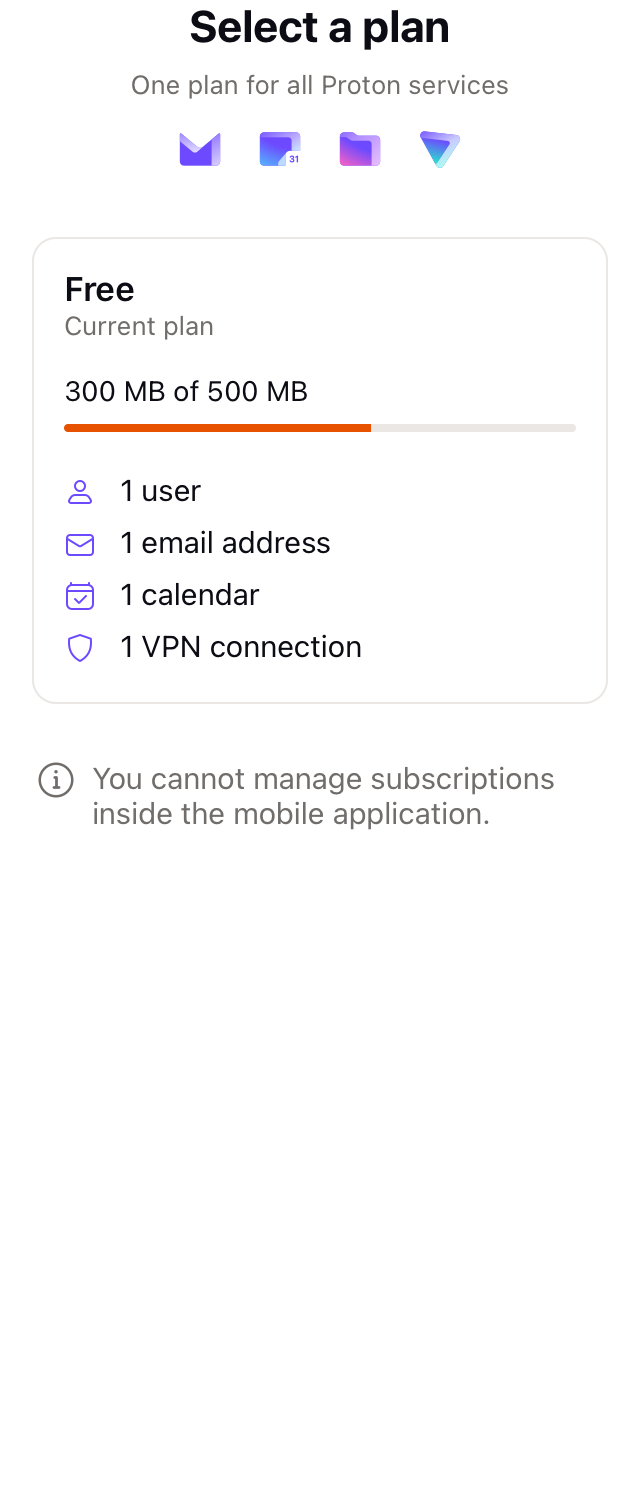 Select a plan
One plan for all Proton services
31
Free
Current plan
300 MB of 500 MB
1 user
1 email address
1 calendar
1 VPN connection
You cannot manage subscriptions
inside the mobile application.